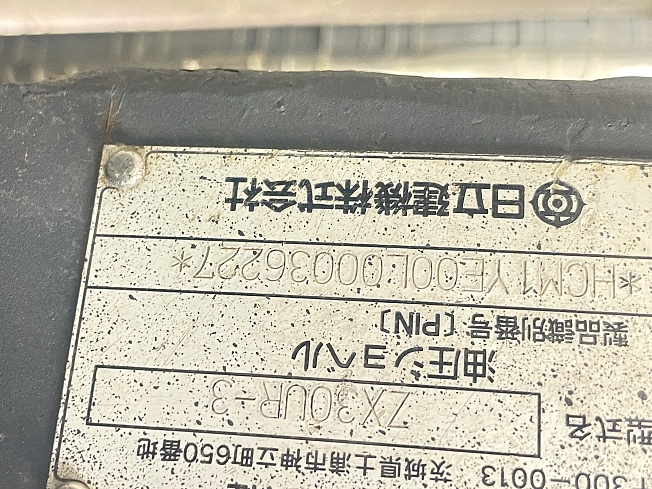 〒300-0013 茨城県土浦市神立町650番地
型式名 ZX30UR-3
油圧ショベル
製品識別番号〔PIN〕
*HCM1YE00L00036227*
日立建機株式会社